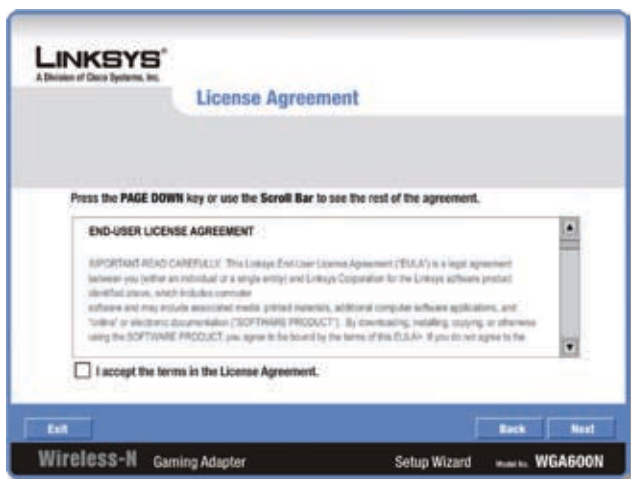 LINKSYS®
A Division of Cisco Systems, Inc.
License Agreement
Press the PAGE DOWN key or use the Scroll Bar to see the rest of the agreement.
END-USER LICENSE AGREEMENT
IMPORTANT-READ CAREFULLY: This Linksys End-User License Agreement ("EULA") is a legal agreement
between you (either an individual or a single entity) and Linksys Corporation for the Linksys software product
identified above, which includes computer
software and may include associated media, printed materials, additional computer software applications, and
"online" or electronic documentation ("SOFTWARE PRODUCT"). By downloading, installing, copying, or otherwise
using the SOFTWARE PRODUCT, you agree to be bound by the terms of this EULA. If you do not agree to the
I accept the terms in the License Agreement.
Exit
Back
Next
Wireless-N Gaming Adapter
Setup Wizard
Model No. WGA600N